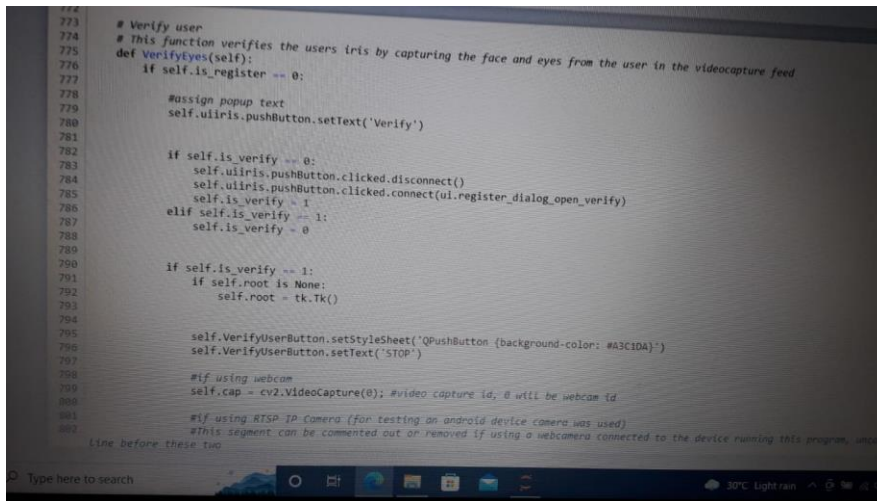 772
773 # Verify user
774 # This function verifies the users iris by capturing the face and eyes from the user in the videocapture feed
775 def VerifyEyes(self):
776 if self.is_register == 0:
777
778 #assign popup text
779 self.uiiris.pushButton.setText('Verify')
780
781
782 if self.is_verify == 0:
783 self.uiiris.pushButton.clicked.disconnect()
784 self.uiiris.pushButton.clicked.connect(ui.register_dialog_open_verify)
785 self.is_verify = 1
786 elif self.is_verify == 1:
787 self.is_verify = 0
788
789
790 if self.is_verify == 1:
791 if self.root is None:
792 self.root = tk.Tk()
793
794
795 self.VerifyUserButton.setStyleSheet('QPushButton {background-color: #A3C1DA}')
796 self.VerifyUserButton.setText('STOP')
797
798 #if using webcam
799 self.cap = cv2.VideoCapture(0); #video capture id, 0 will be webcam id
800
801 #if using RTSP IP Camera (for testing an android device camera was used)
802 #This segment can be commented out or removed if using a webcamera connected to the device running this program,
Line before these two
Type here to search
30°C Light rain